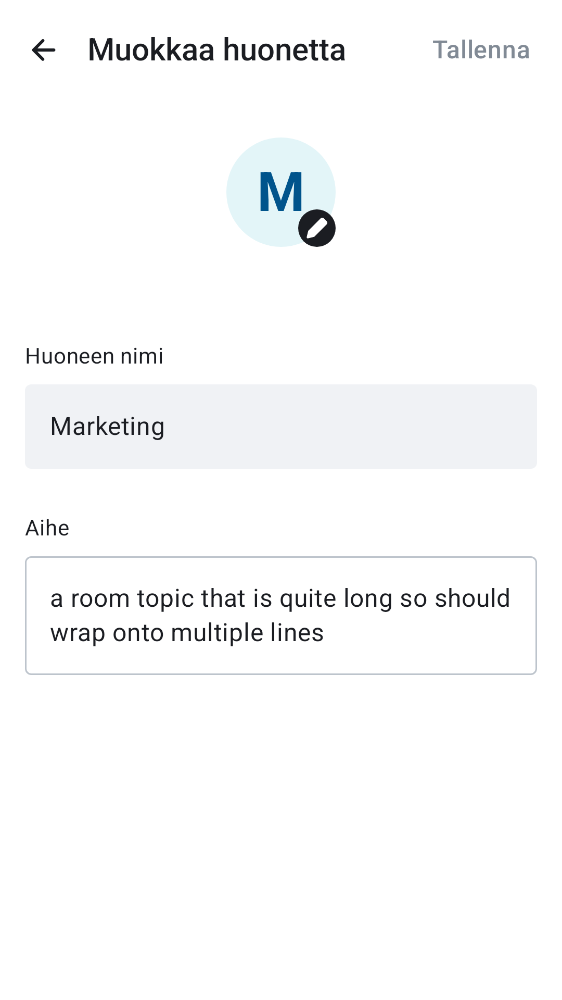 Muokkaa huonetta
Tallenna
M
Huoneen nimi
Marketing
Aihe
a room topic that is quite long so should
wrap onto multiple lines